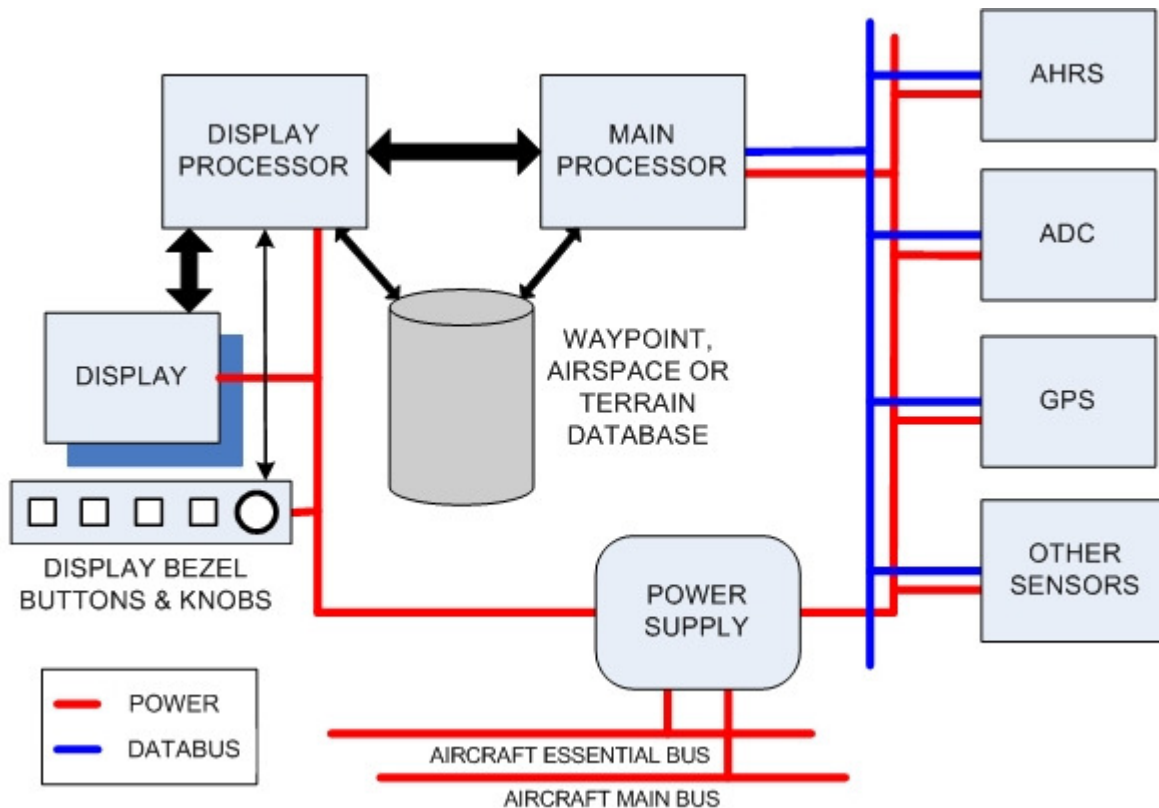 AHRS
DISPLAY
PROCESSOR
MAIN
PROCESSOR
ADC
WAYPOINT,
AIRSPACE OR
TERRAIN
DATABASE
DISPLAY
GPS
DISPLAY BEZEL
BUTTONS & KNOBS
POWER
SUPPLY
OTHER
SENSORS
POWER
DATABUS
AIRCRAFT ESSENTIAL BUS
AIRCRAFT MAIN BUS